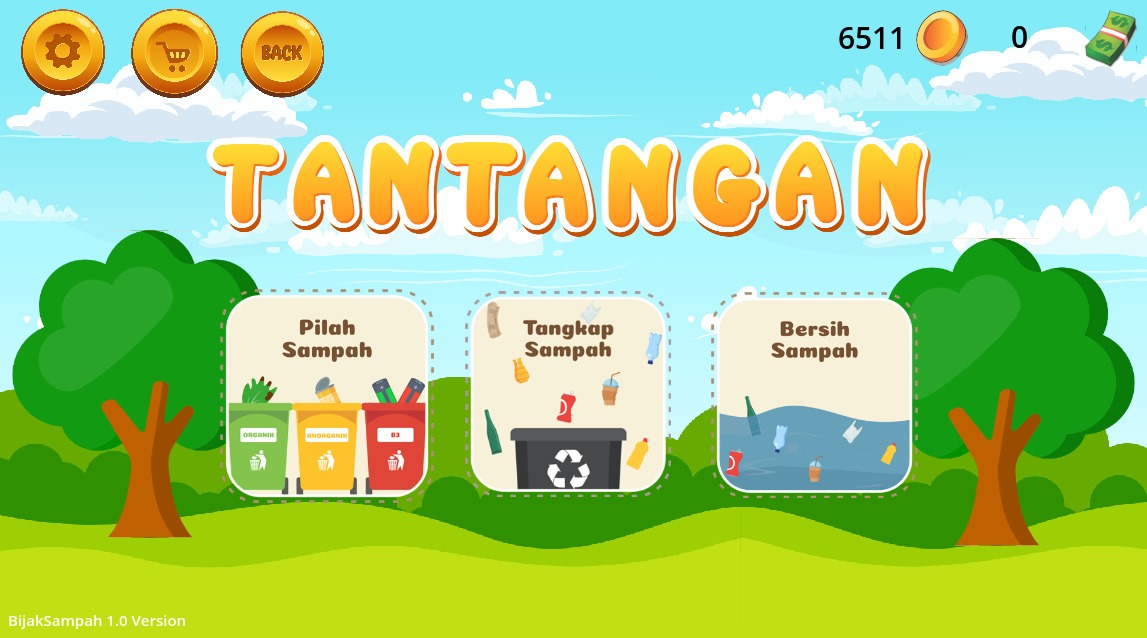 BACK
6511
0
TANTANGAN
Pilah
Sampah
Tangkap
Sampah
Bersih
Sampah
ORGANIK
ANORGANIK
B3
BijakSampah 1.0 Version